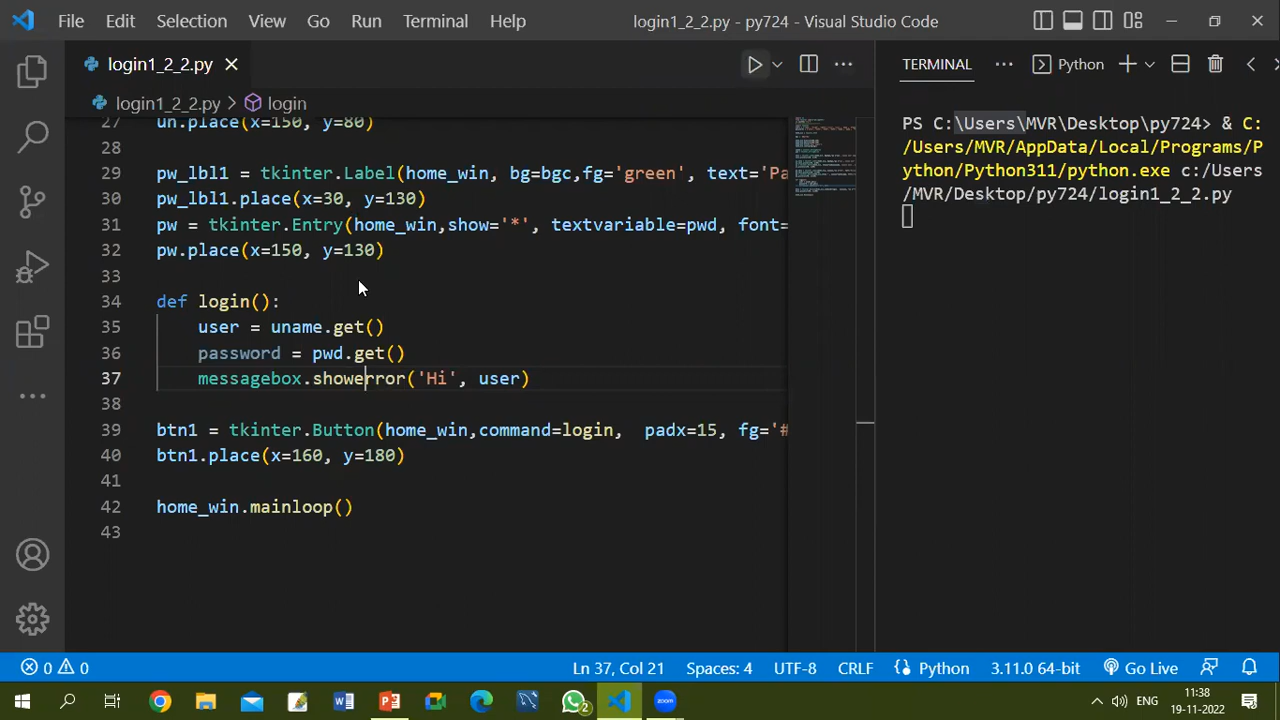 File Edit Selection View Go Run Terminal Help login1_2_2.py - py724 - Visual Studio Code
login1_2_2.py
login1_2_2.py > login
27 un.place(x=150, y=80)
28
29 pw_lbl1 = tkinter.Label(home_win, bg=bgc,fg='green', text='Pa
30 pw_lbl1.place(x=30, y=130)
31 pw = tkinter.Entry(home_win,show='*', textvariable=pwd, font=
32 pw.place(x=150, y=130)
33
34 def login():
35 user = uname.get()
36 password = pwd.get()
37 messagebox.showerror('Hi', user)
38
39 btn1 = tkinter.Button(home_win,command=login, padx=15, fg='#
40 btn1.place(x=160, y=180)
41
42 home_win.mainloop()
43
TERMINAL Python
PS C:\Users\MVR\Desktop\py724> & C:
/Users/MVR/AppData/Local/Programs/P
ython/Python311/python.exe c:/Users
/MVR/Desktop/py724/login1_2_2.py
0 0 Ln 37, Col 21 Spaces: 4 UTF-8 CRLF Python 3.11.0 64-bit Go Live
2 ENG 11:38
19-11-2022